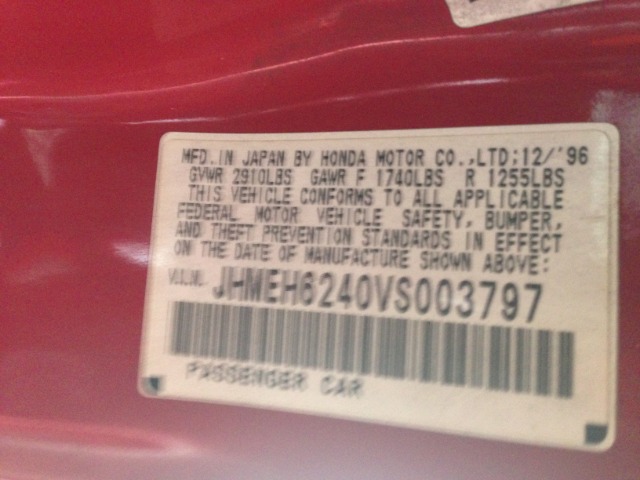 MFD. IN JAPAN BY HONDA MOTOR CO., LTD; 12/'96
GVWR 2910LBS GAWR F 1740LBS R 1255LBS
THIS VEHICLE CONFORMS TO ALL APPLICABLE
FEDERAL MOTOR VEHICLE SAFETY, BUMPER,
AND THEFT PREVENTION STANDARDS IN EFFECT
ON THE DATE OF MANUFACTURE SHOWN ABOVE:
V.I.N. JHMEH6240VS003797
PASSENGER CAR